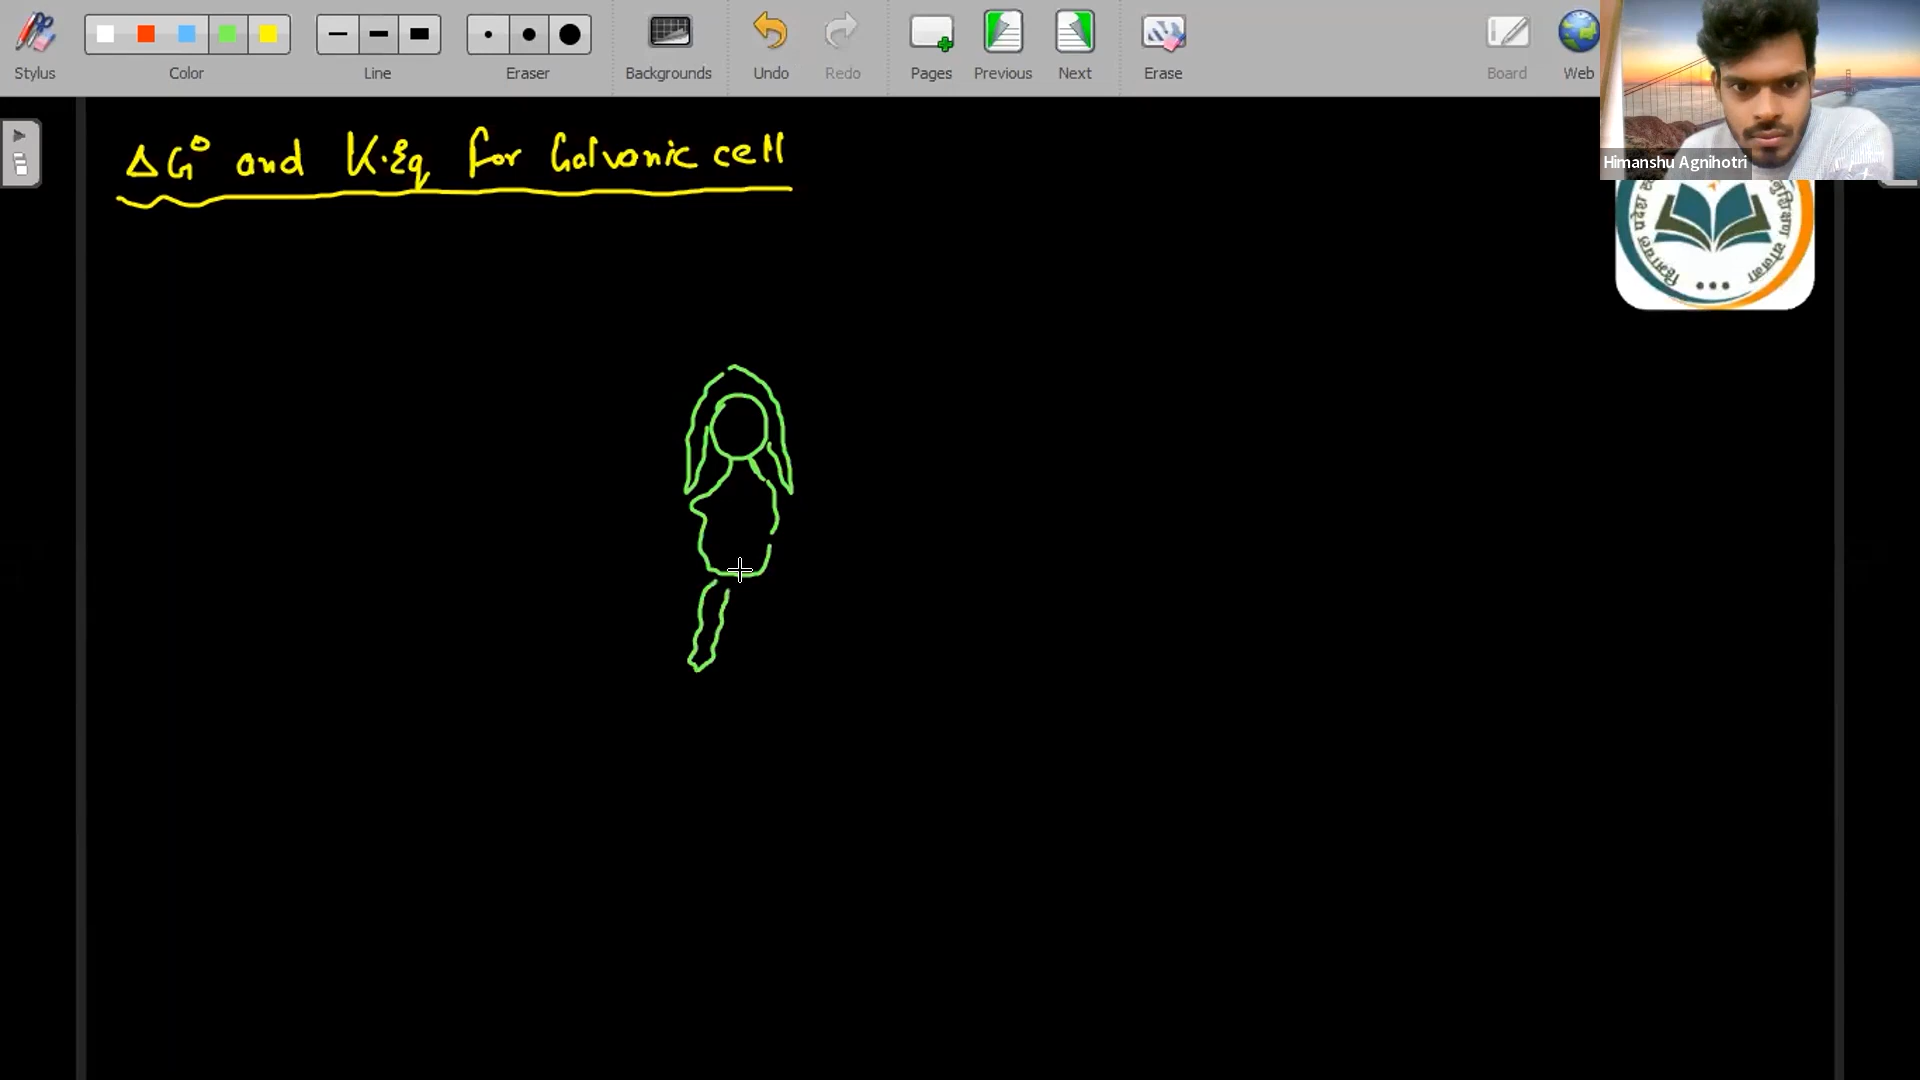 Stylus
Color
Line
Eraser
Backgrounds
Undo
Redo
Pages
Previous
Next
Erase
Board
Web
Himanshu Agnihotri
ΔG° and K.Eq for Galvanic cell